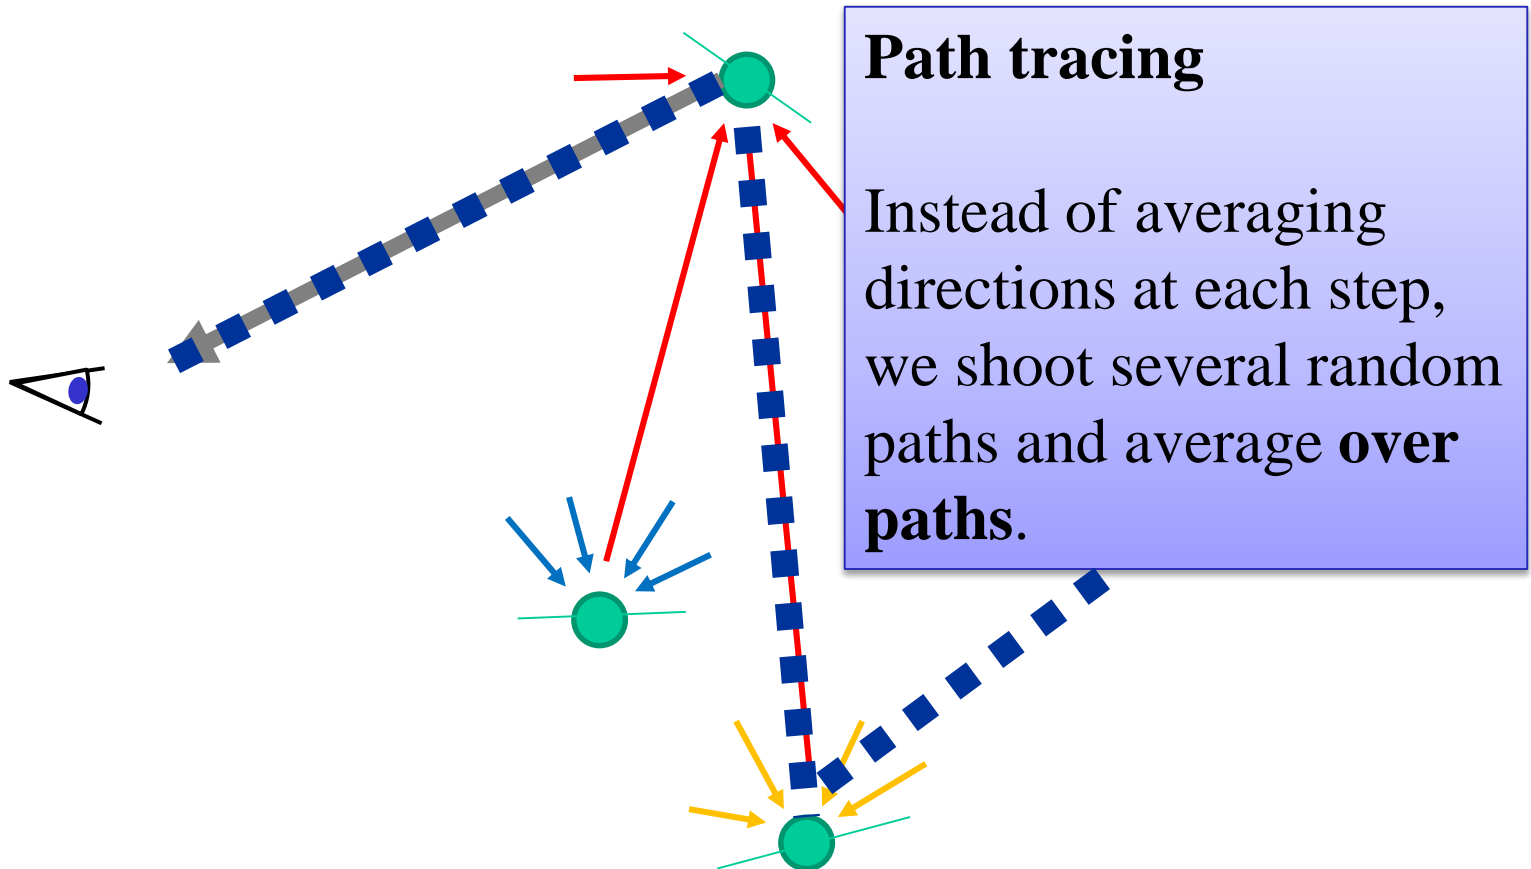 Path tracing
Instead of averaging
directions at each step,
we shoot several random
paths and average over
paths.